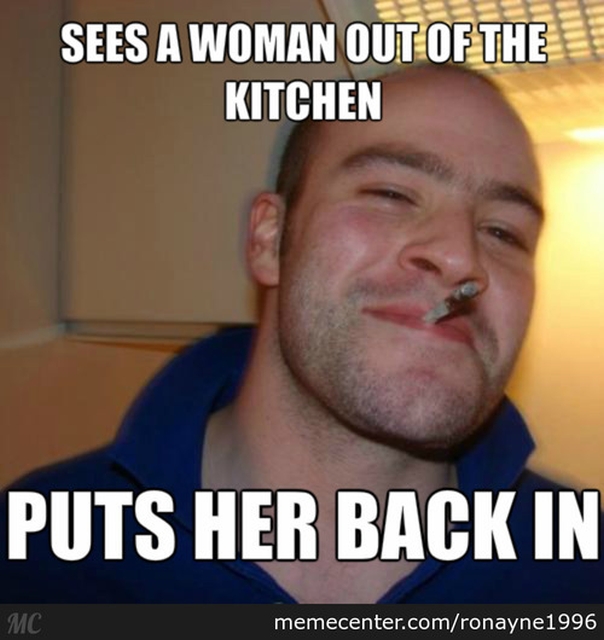 SEES A WOMAN OUT OF THE
KITCHEN
PUTS HER BACK IN
MC
memecenter.com/ronayne1996